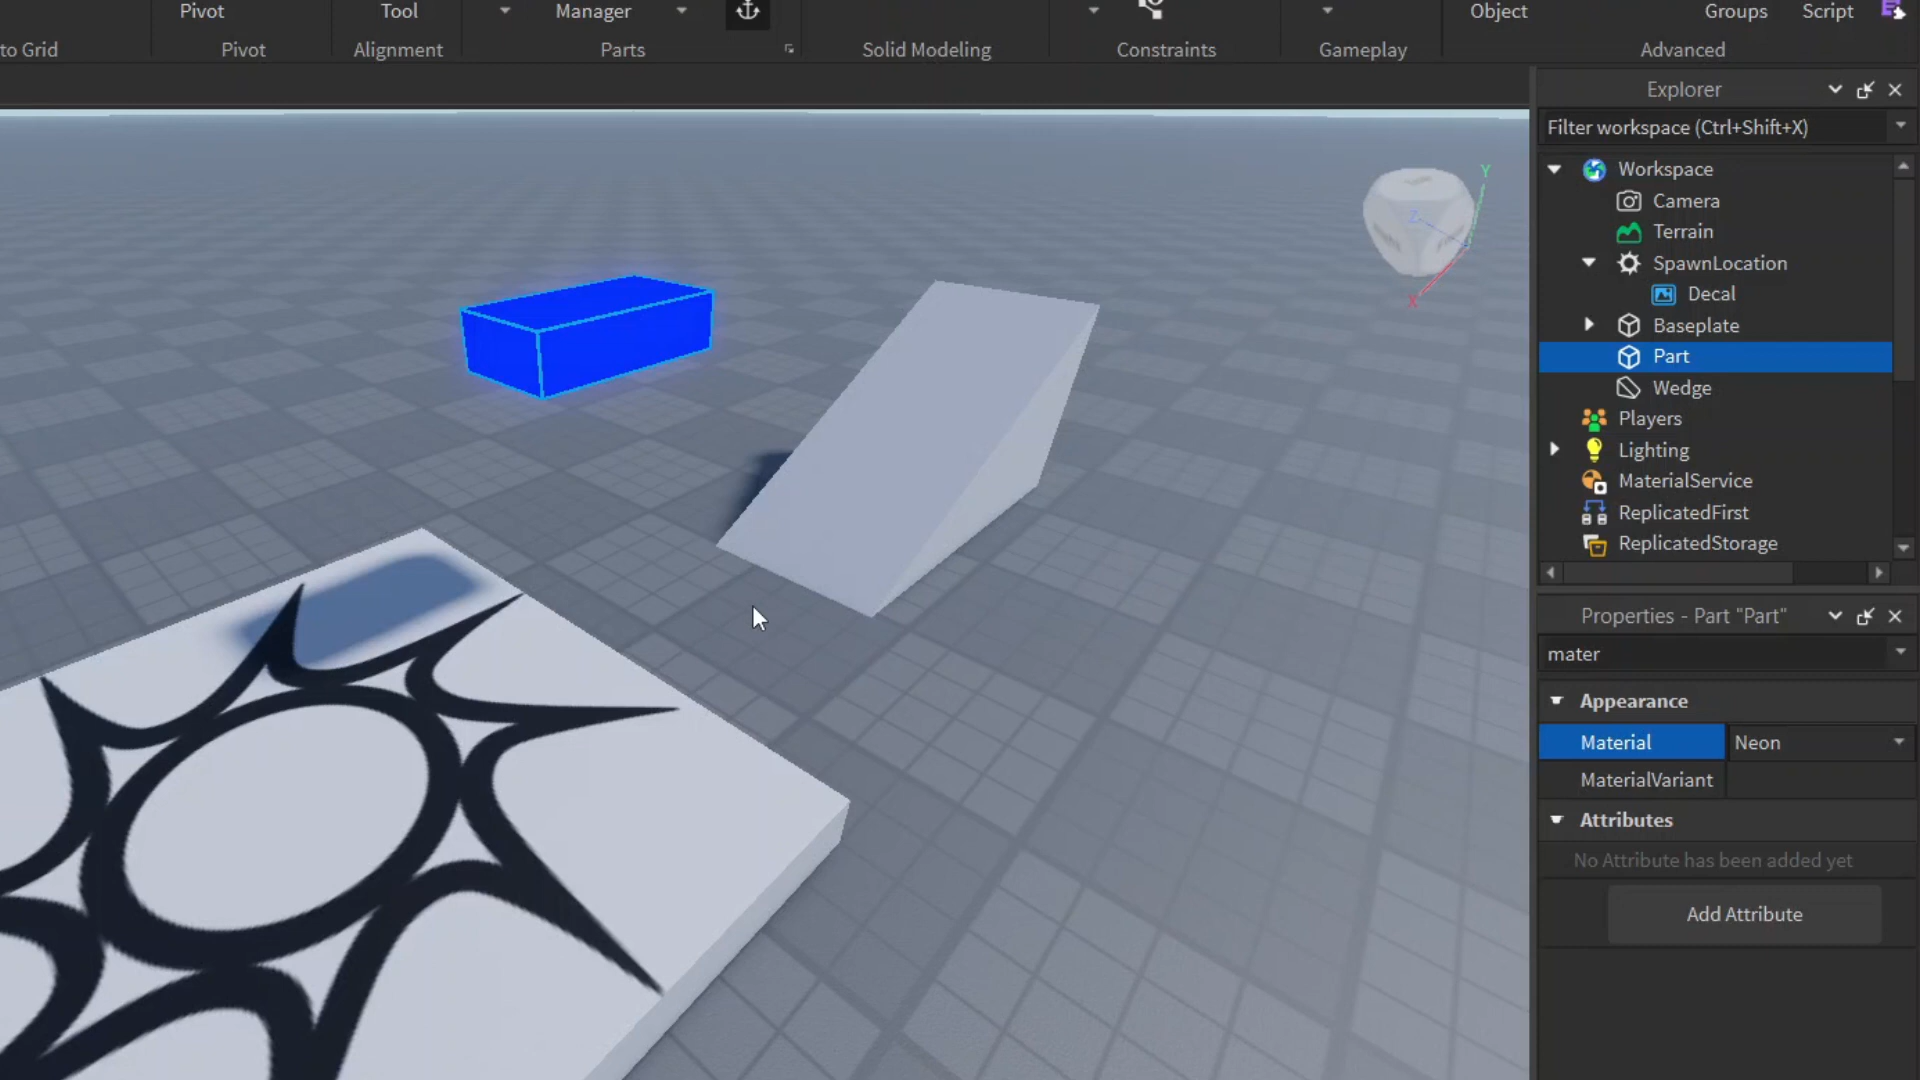 Pivot
Tool
Manager
Object
Groups
Script
to Grid
Pivot
Alignment
Parts
Solid Modeling
Constraints
Gameplay
Advanced
Explorer
Filter workspace (Ctrl+Shift+X)
Workspace
Camera
Terrain
SpawnLocation
Decal
Baseplate
Part
Wedge
Players
Lighting
MaterialService
ReplicatedFirst
ReplicatedStorage
Y
Z
X
Properties - Part "Part"
mater
Appearance
Material Neon
MaterialVariant
Attributes
No Attribute has been added yet
Add Attribute